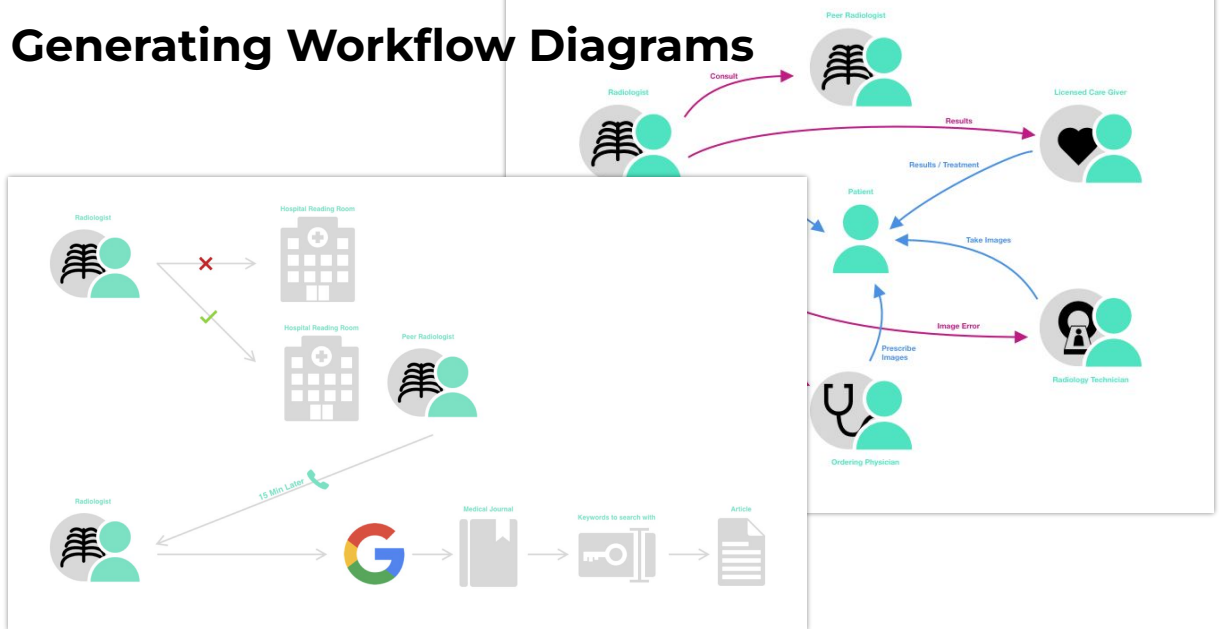 Generating Workflow Diagrams
Peer Radiologist
Consult
Radiologist
Licensed Care Giver
Results
Results / Treatment
Patient
Take Images
Image Error
Prescribe
Images
Radiology Technician
Ordering Physician
Radiologist
Hospital Reading Room
Hospital Reading Room
Peer Radiologist
15 Min Later
Radiologist
Medical Journal
Keywords to search with
Article